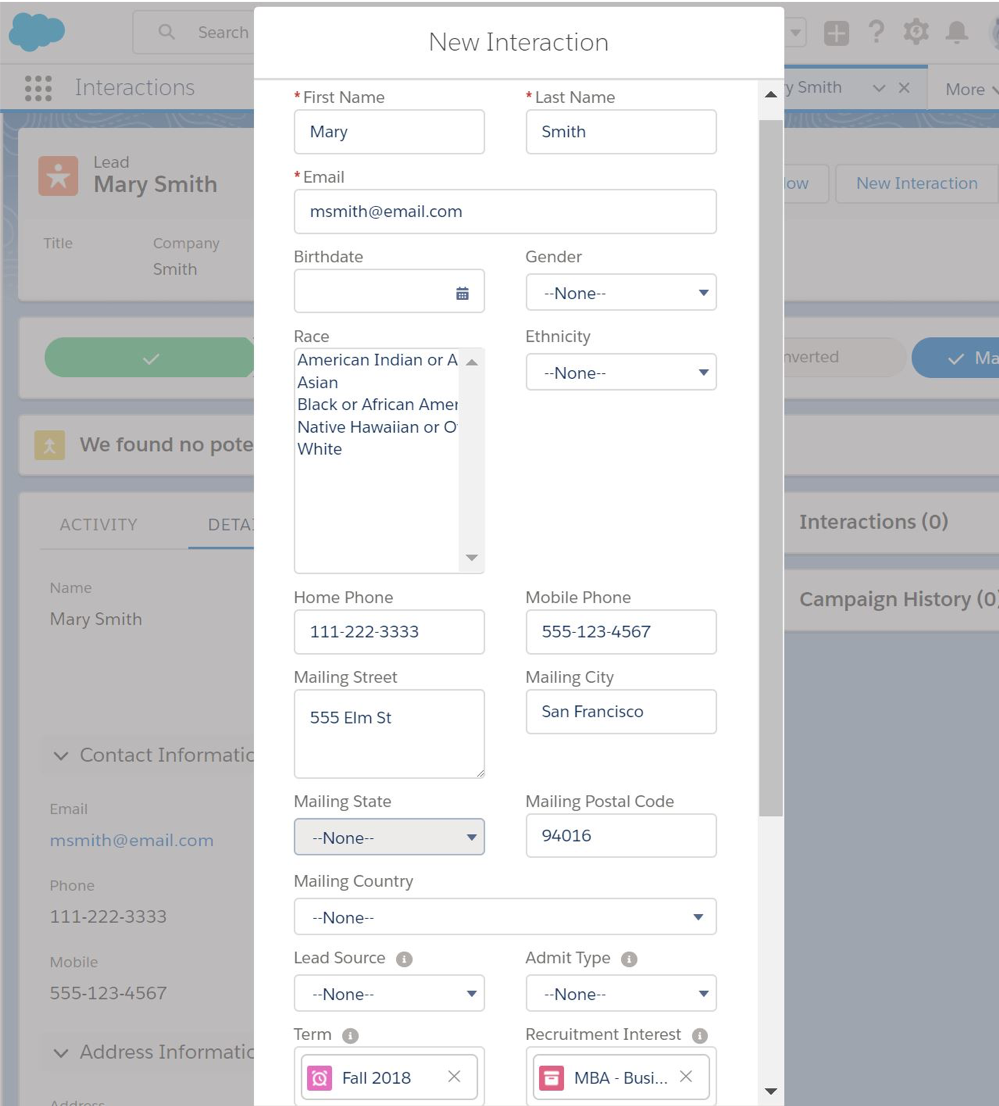 New Interaction
Search
Interactions
y Smith
More
* First Name
* Last Name
Mary
Smith
Lead
Mary Smith
New Interaction
* Email
msmith@email.com
Title
Company
Smith
Birthdate
Gender
--None--
Race
Ethnicity
American Indian or A
Asian
Black or African Amer
Native Hawaiian or O
White
--None--
nverted
Ma
We found no pote
ACTIVITY
DETAI
Interactions (0)
Name
Mary Smith
Home Phone
Mobile Phone
Campaign History (0)
111-222-3333
555-123-4567
Mailing Street
Mailing City
555 Elm St
San Francisco
Contact Informatio
Email
msmith@email.com
Mailing State
Mailing Postal Code
--None--
94016
Phone
111-222-3333
Mailing Country
--None--
Mobile
555-123-4567
Lead Source
Admit Type
--None--
--None--
Address Informatio
Term
Recruitment Interest
Fall 2018
MBA - Busi...
Address